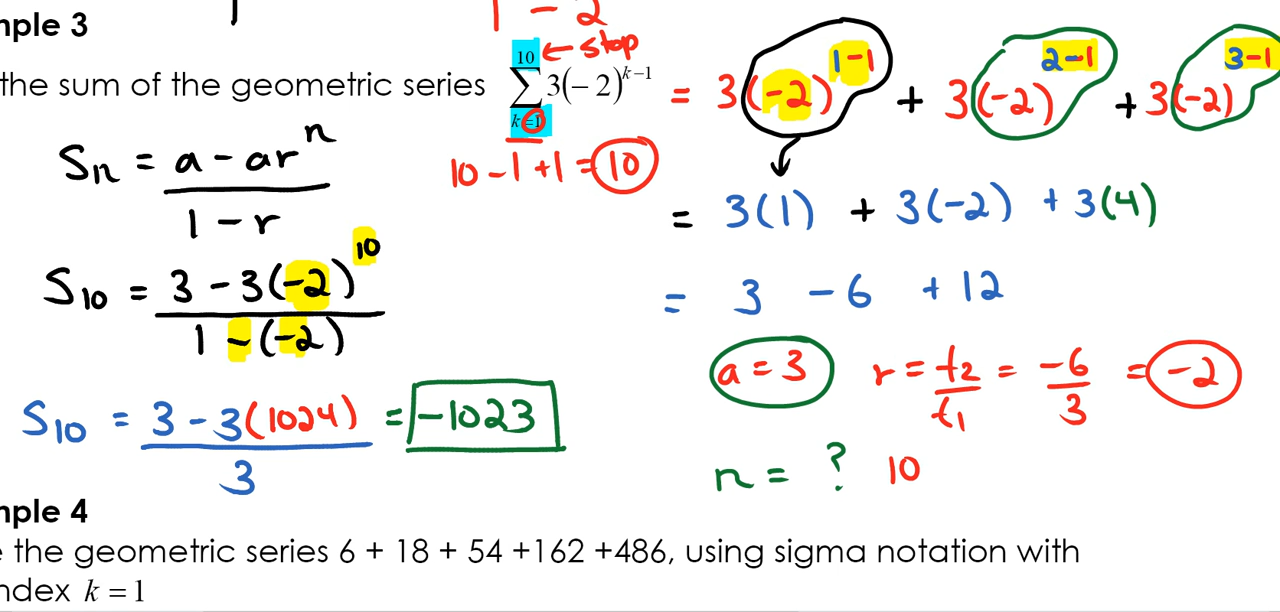 1 - 2
mple 3
10 ← stop
the sum of the geometric series ∑ 3(−2)^{k−1} = 3(-2)^{1-1} + 3(-2)^{2-1} + 3(-2)^{3-1}
k=1
10 - 1 + 1 = 10
= 3(1) + 3(-2) + 3(4)
= 3 - 6 + 12
a = 3 r = t₂/t₁ = -6/3 = -2
n = ? 10
Sn = (a - ar^n)/(1 - r)
S₁₀ = (3 - 3(-2)^{10})/(1 - (-2))
S₁₀ = (3 - 3(1024))/3 = -1023
mple 4
e the geometric series 6 + 18 + 54 +162 +486, using sigma notation with
ndex k = 1